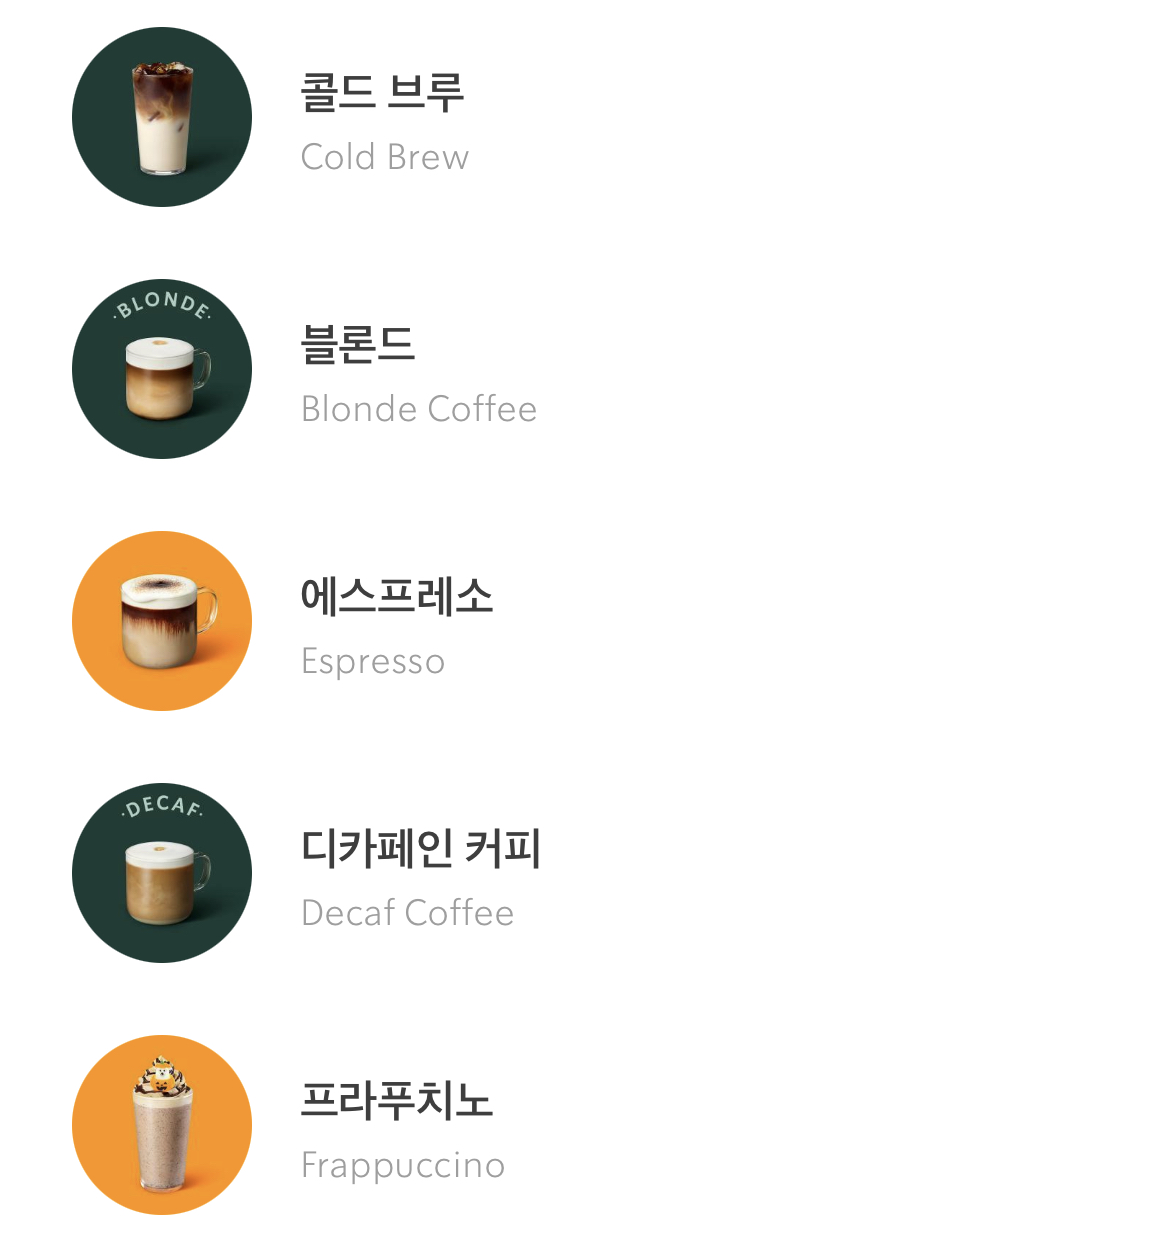 콜드 브루
Cold Brew
·BLONDE·
블론드
Blonde Coffee
에스프레소
Espresso
·DECAF·
디카페인 커피
Decaf Coffee
프라푸치노
Frappuccino